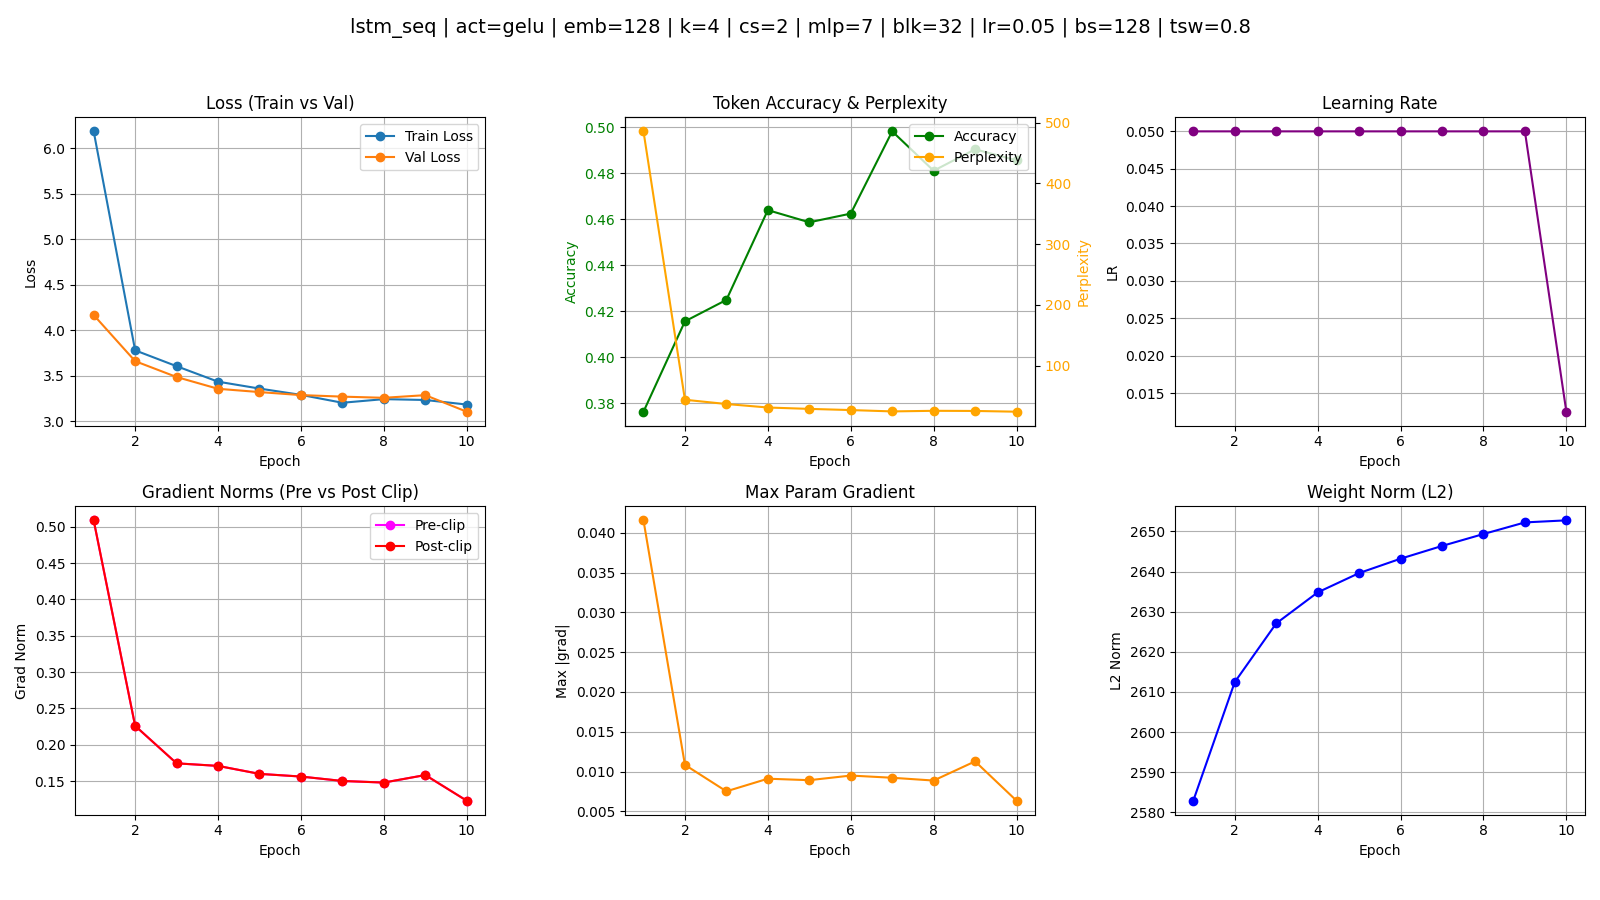 lstm_seq | act=gelu | emb=128 | k=4 | cs=2 | mlp=7 | blk=32 | lr=0.05 | bs=128 | tsw=0.8
Loss (Train vs Val)
Loss
6.0
5.5
5.0
4.5
4.0
3.5
3.0
Train Loss
Val Loss
2 4 6 8 10
Epoch
Token Accuracy & Perplexity
Accuracy
0.50
0.48
0.46
0.44
0.42
0.40
0.38
Accuracy
Perplexity
500
400
300
200
100
Perplexity
2 4 6 8 10
Epoch
Learning Rate
LR
0.050
0.045
0.040
0.035
0.030
0.025
0.020
0.015
2 4 6 8 10
Epoch
Gradient Norms (Pre vs Post Clip)
Grad Norm
0.50
0.45
0.40
0.35
0.30
0.25
0.20
0.15
Pre-clip
Post-clip
2 4 6 8 10
Epoch
Max Param Gradient
Max |grad|
0.040
0.035
0.030
0.025
0.020
0.015
0.010
0.005
2 4 6 8 10
Epoch
Weight Norm (L2)
L2 Norm
2650
2640
2630
2620
2610
2600
2590
2580
2 4 6 8 10
Epoch